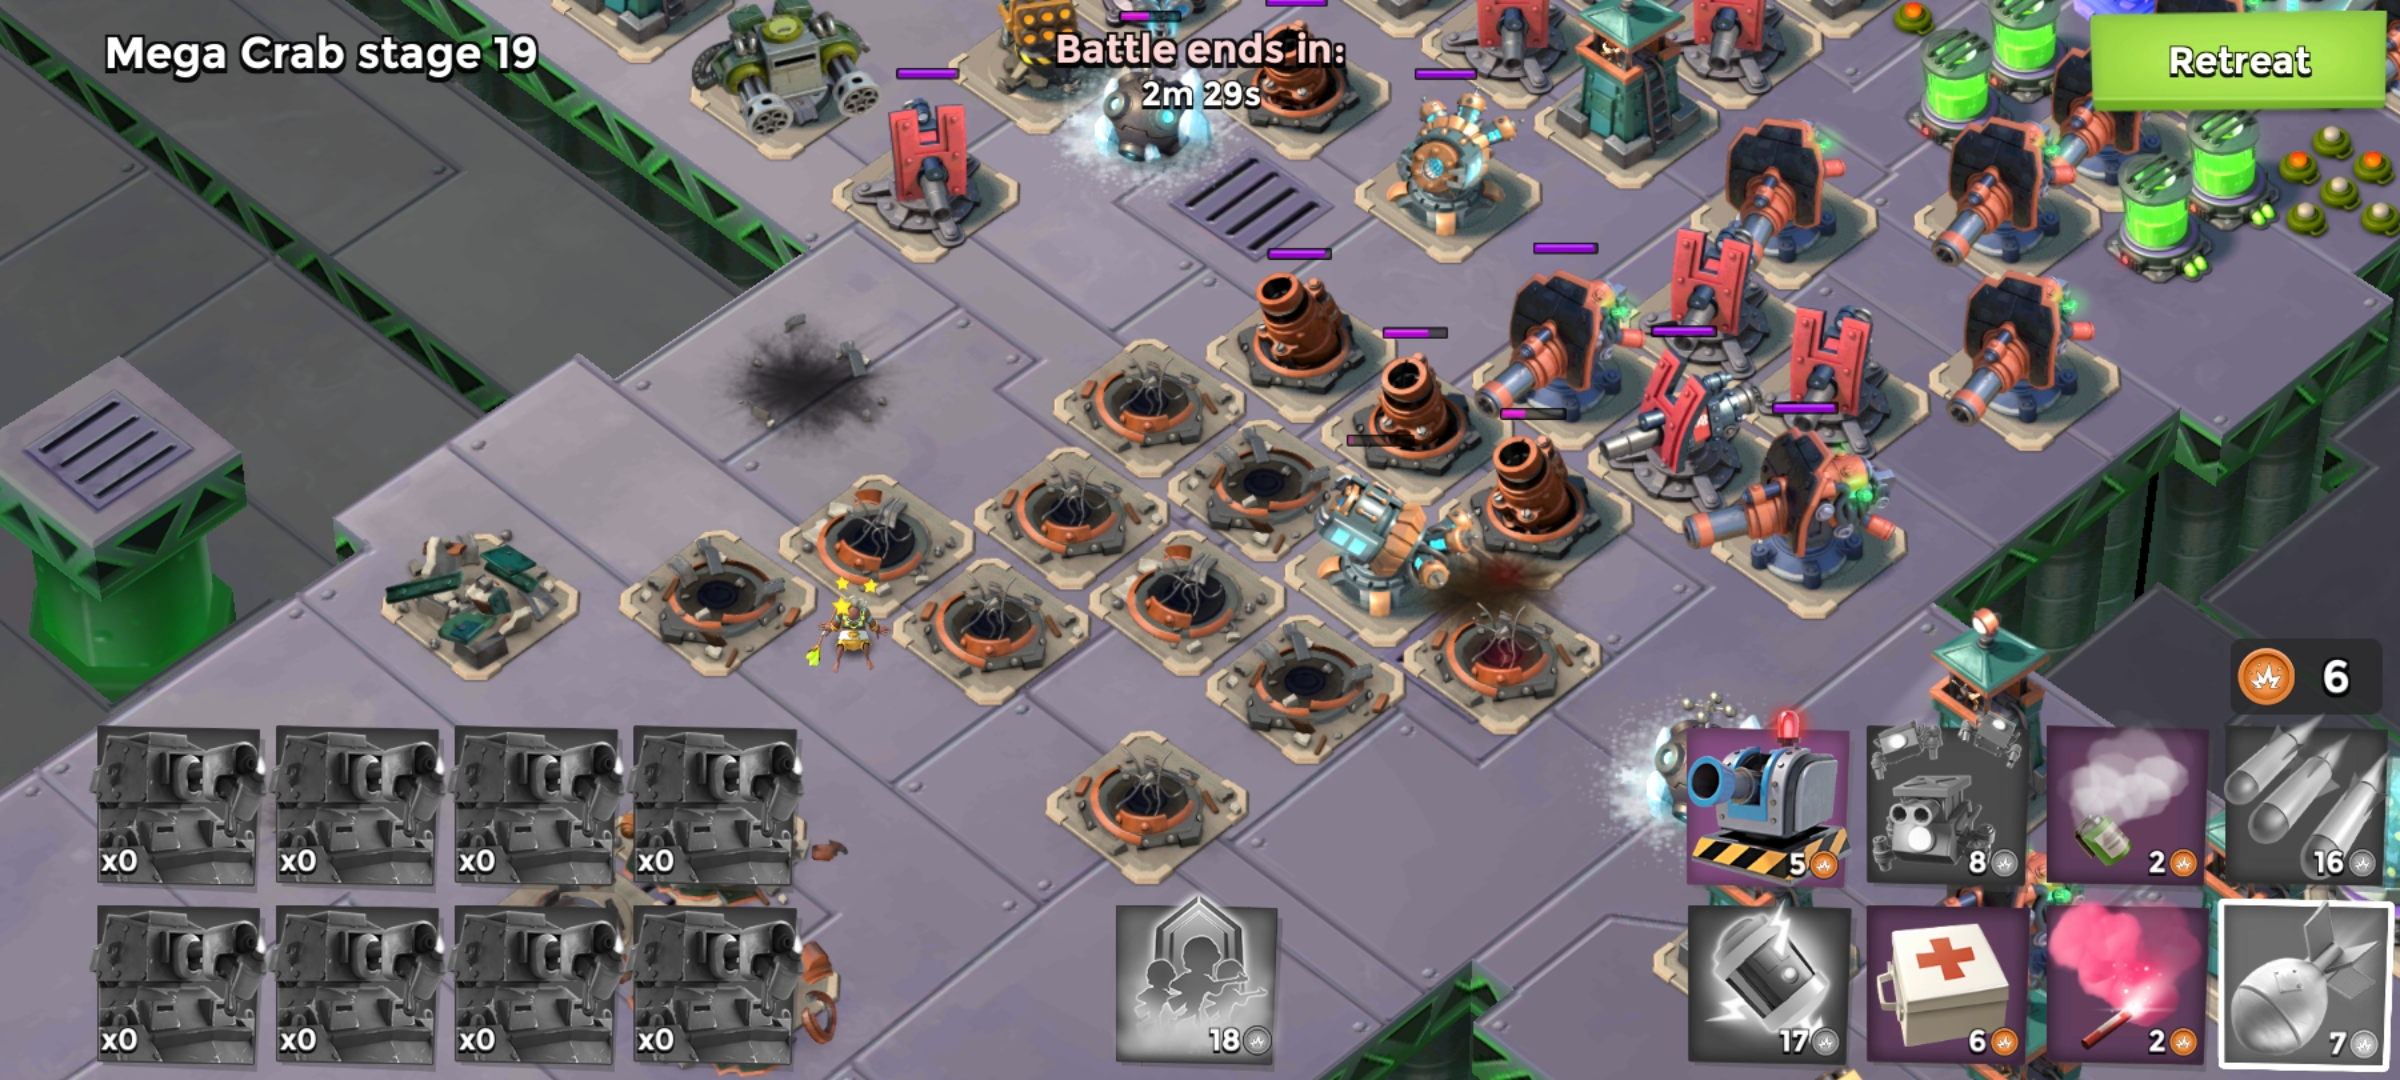 Mega Crab stage 19
Battle ends in:
2m 29s
Retreat
6
x0
x0
x0
x0
5
8
2
16
x0
x0
x0
x0
18
17
6
2
7